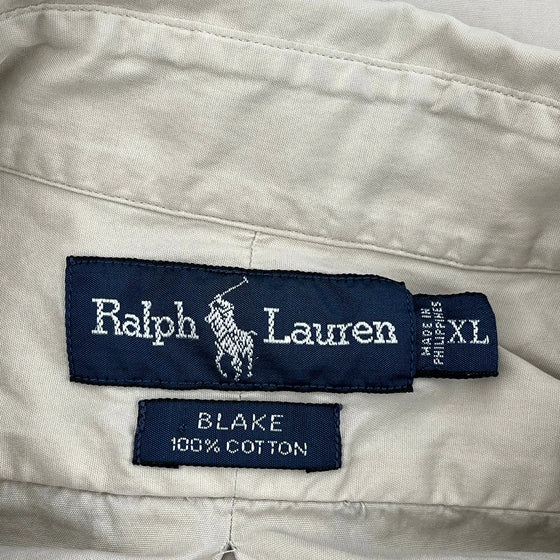 Ralph Lauren
MADE IN
PHILIPPINES
XL
BLAKE
100% COTTON